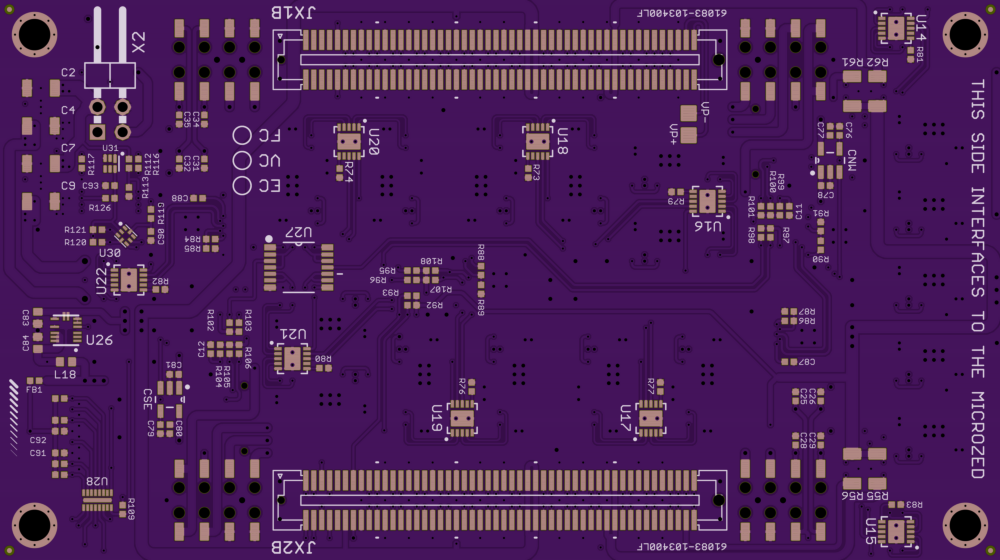 JX1B
61083-103400LF
U14
X2
R81
C2
R61
R62
C4
UP-
UP+
C35
C34
FC
VC
EC
U20
U18
C77
C76
CNM
C7
U31
R117
R112
R116
C32
C31
R74
R73
C78
C9
C93
R113
R126
C88
R79
R99
R100
R101
C11
U16
R119
R121
R120
C90
R84
R85
U27
R98
R97
R91
R90
U30
U22
R82
R95
R96
R108
R107
R88
R93
R92
R89
C83
C84
U26
R102
R103
U21
R87
R86
C12
R106
R80
C87
L18
FB1
C81
R104
R105
CSE
R76
R77
C25
C26
U19
U17
C79
C80
C28
C29
C92
C91
U28
R109
R56
R55
R83
U15
JX2B
61083-103400LF
THIS SIDE INTERFACES TO THE MICROZED